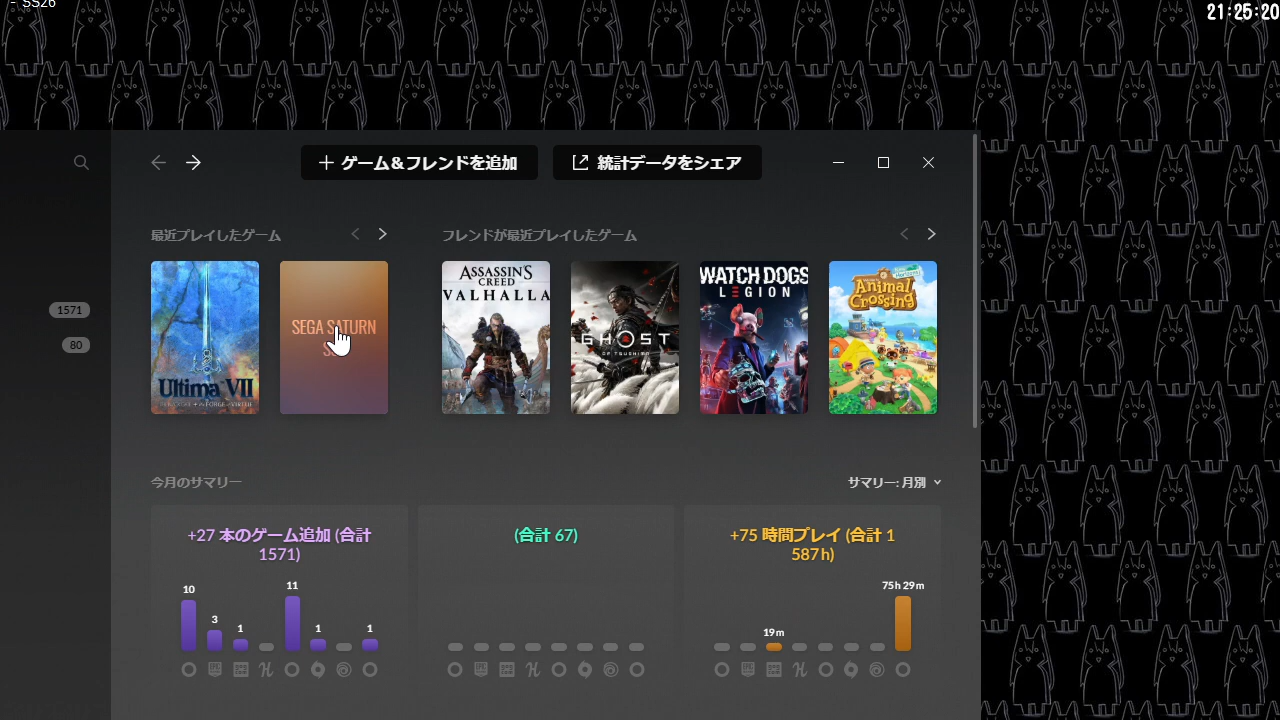 - SS26
21:25:20
ゲーム＆フレンドを追加
統計データをシェア
最近プレイしたゲーム
フレンドが最近プレイしたゲーム
1571
80
Ultima VII
SEGA SATURN
ASSASSIN'S
CREED
VALHALLA
GHOST
OF TSUSHIMA
WATCH DOGS
LEGION
Animal
Crossing
今月のサマリー
サマリー: 月別
+27 本のゲーム追加 (合計
1571)
10
3
1
11
1
1
(合計 67)
+75 時間プレイ (合計 1
587h)
19m
75h 29m